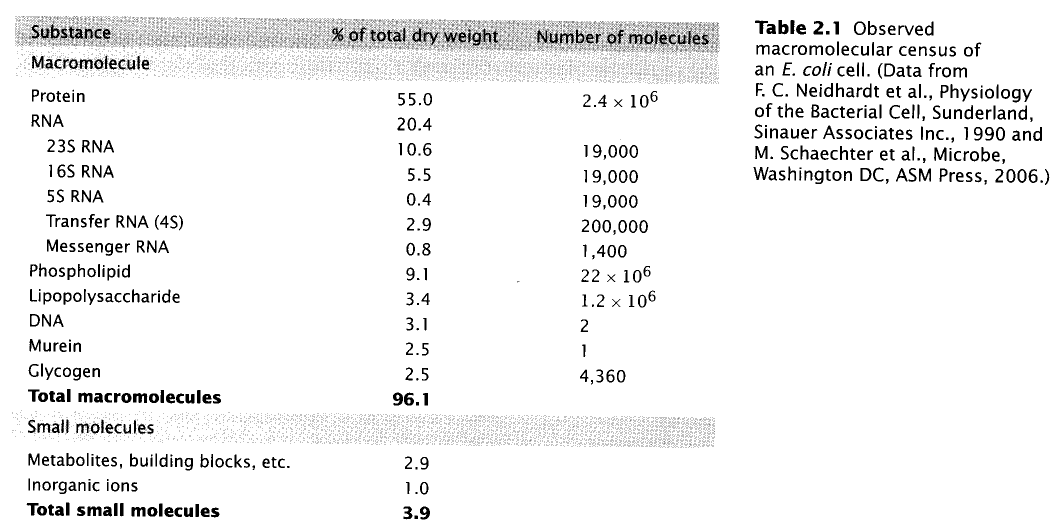 Substance % of total dry weight Number of molecules
Macromolecule
Protein 55.0 2.4 × 10⁶
RNA 20.4
23S RNA 10.6 19,000
16S RNA 5.5 19,000
5S RNA 0.4 19,000
Transfer RNA (4S) 2.9 200,000
Messenger RNA 0.8 1,400
Phospholipid 9.1 22 × 10⁶
Lipopolysaccharide 3.4 1.2 × 10⁶
DNA 3.1 2
Murein 2.5 1
Glycogen 2.5 4,360
Total macromolecules 96.1
Small molecules
Metabolites, building blocks, etc. 2.9
Inorganic ions 1.0
Total small molecules 3.9
Table 2.1 Observed
macromolecular census of
an E. coli cell. (Data from
F. C. Neidhardt et al., Physiology
of the Bacterial Cell, Sunderland,
Sinauer Associates Inc., 1990 and
M. Schaechter et al., Microbe,
Washington DC, ASM Press, 2006.)